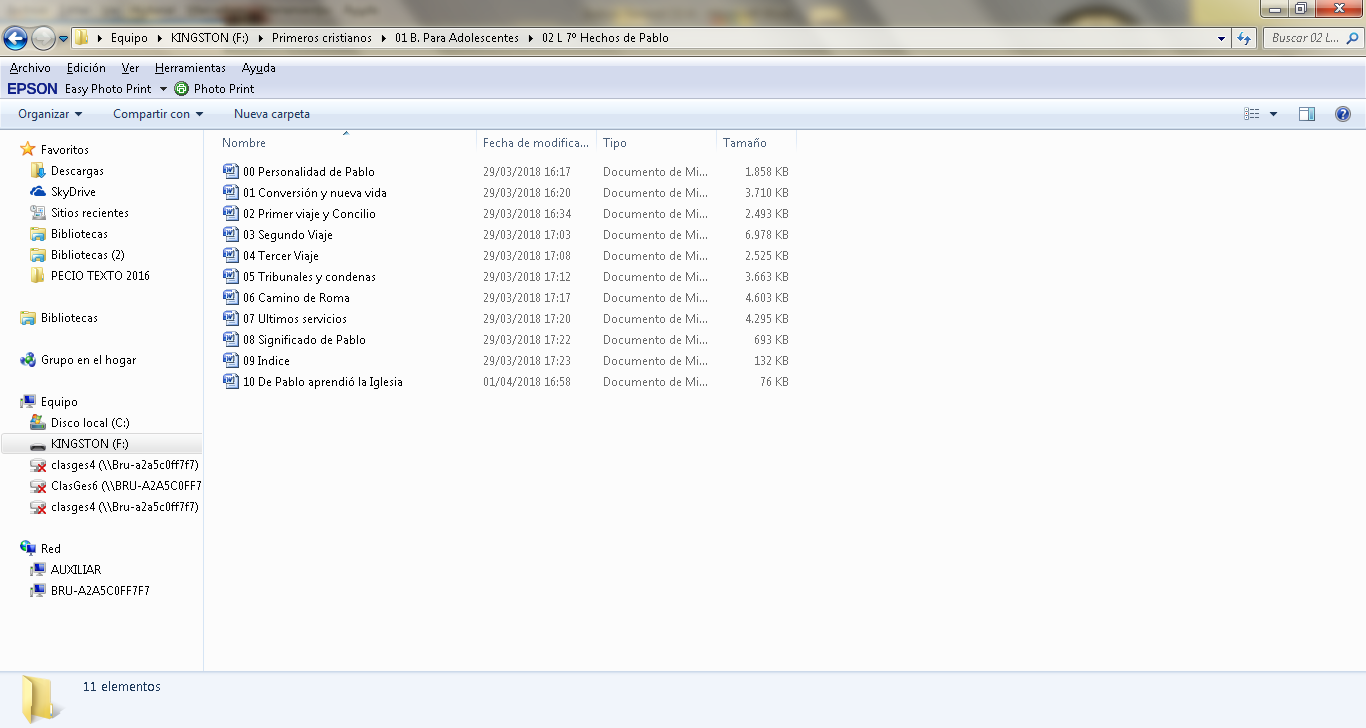 Equipo KINGSTON (F:) Primeros cristianos 01 B. Para Adolescentes 02 L 7º Hechos de Pablo Buscar 02 L...
Archivo Edición Ver Herramientas Ayuda
EPSON Easy Photo Print Photo Print
Organizar Compartir con Nueva carpeta
Favoritos
Descargas
SkyDrive
Sitios recientes
Bibliotecas
Bibliotecas (2)
PECIO TEXTO 2016
Bibliotecas
Grupo en el hogar
Equipo
Disco local (C:)
KINGSTON (F:)
clasges4 (\\Bru-a2a5c0ff7f7)
ClasGes6 (\\BRU-A2A5C0FF7
clasges4 (\\Bru-a2a5c0ff7f7)
Red
AUXILIAR
BRU-A2A5C0FF7F7
Nombre Fecha de modifica... Tipo Tamaño
00 Personalidad de Pablo 29/03/2018 16:17 Documento de Mi... 1.858 KB
01 Conversión y nueva vida 29/03/2018 16:20 Documento de Mi... 3.710 KB
02 Primer viaje y Concilio 29/03/2018 16:34 Documento de Mi... 2.493 KB
03 Segundo Viaje 29/03/2018 17:03 Documento de Mi... 6.978 KB
04 Tercer Viaje 29/03/2018 17:08 Documento de Mi... 2.525 KB
05 Tribunales y condenas 29/03/2018 17:12 Documento de Mi... 3.663 KB
06 Camino de Roma 29/03/2018 17:17 Documento de Mi... 4.603 KB
07 Ultimos servicios 29/03/2018 17:20 Documento de Mi... 4.295 KB
08 Significado de Pablo 29/03/2018 17:22 Documento de Mi... 693 KB
09 Indice 29/03/2018 17:23 Documento de Mi... 132 KB
10 De Pablo aprendió la Iglesia 01/04/2018 16:58 Documento de Mi... 76 KB
11 elementos